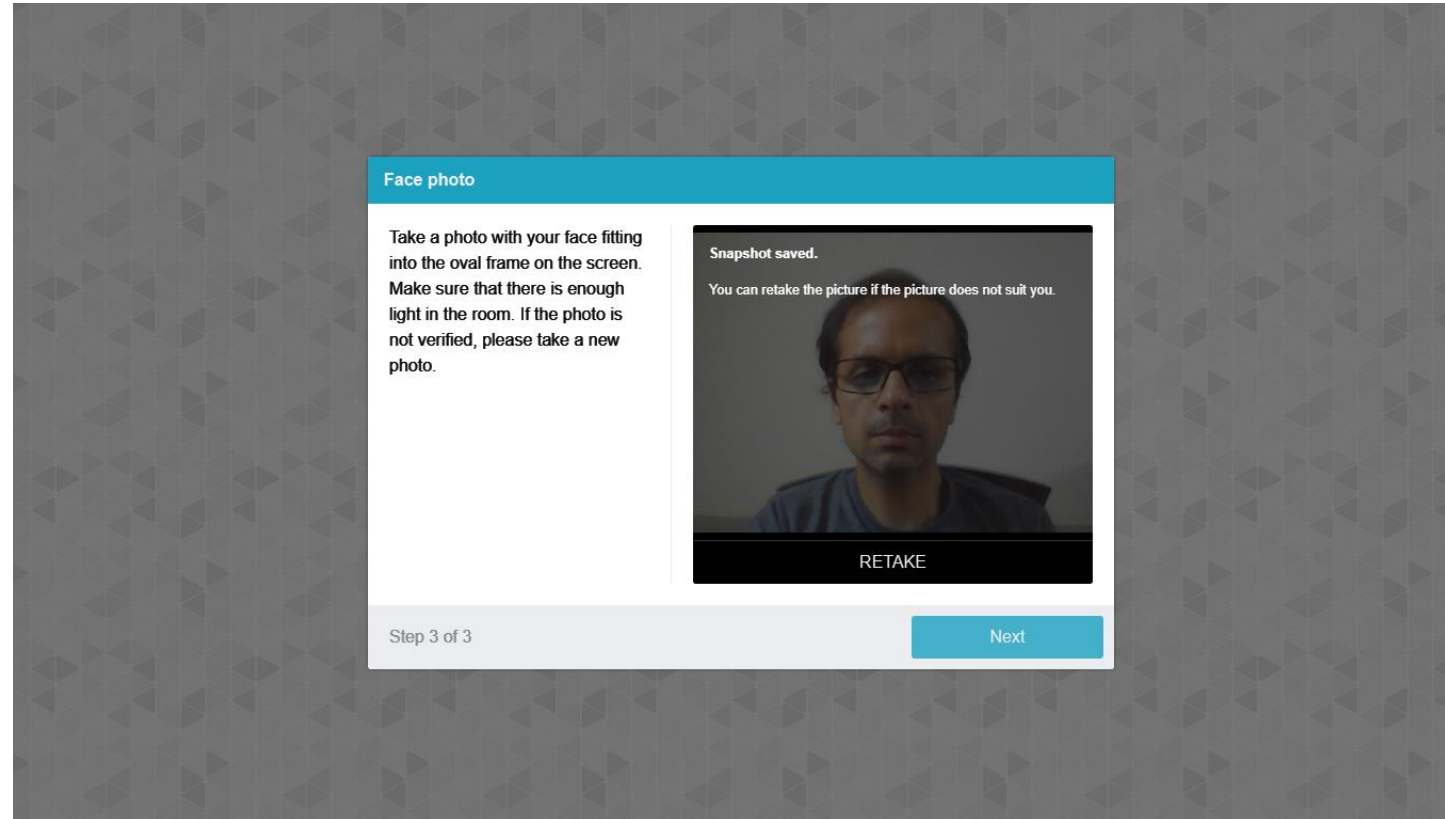 Face photo
Take a photo with your face fitting
into the oval frame on the screen.
Make sure that there is enough
light in the room. If the photo is
not verified, please take a new
photo.
Snapshot saved.
You can retake the picture if the picture does not suit you.
RETAKE
Step 3 of 3
Next